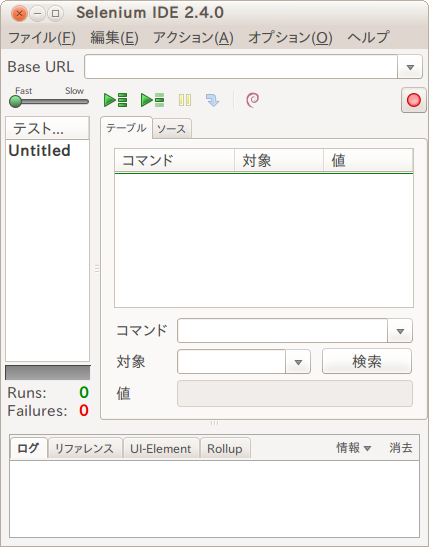 Selenium IDE 2.4.0
ファイル(F) 編集(E) アクション(A) オプション(O) ヘルプ
Base URL
Fast Slow
テスト...
Untitled
テーブル ソース
コマンド 対象 値
コマンド
対象 検索
値
Runs: 0
Failures: 0
ログ リファレンス UI-Element Rollup 情報 消去